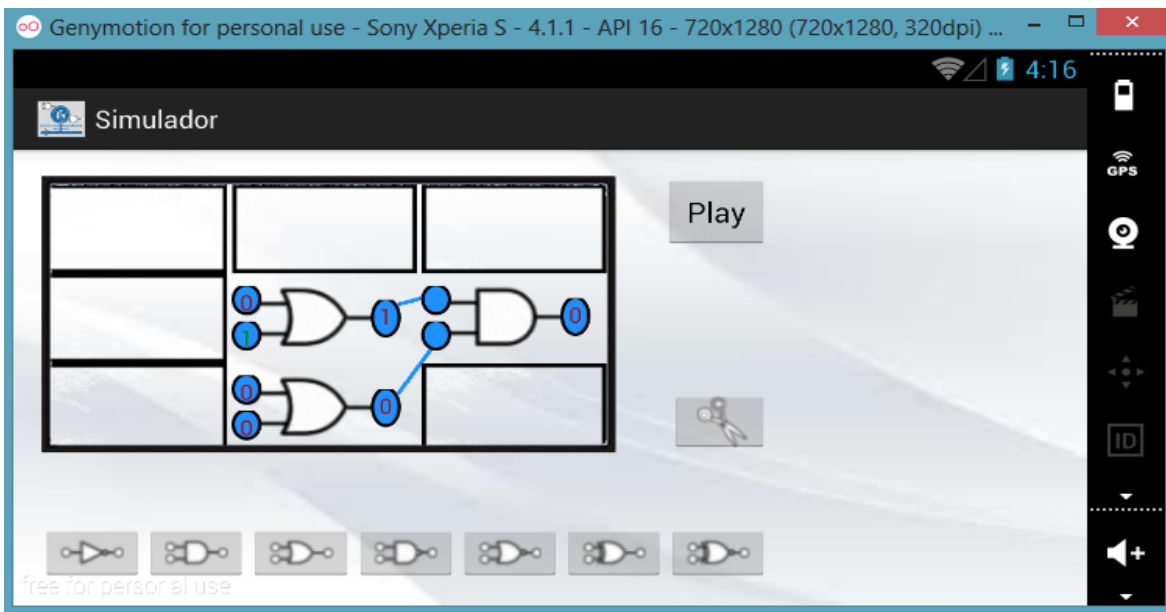 Genymotion for personal use - Sony Xperia S - 4.1.1 - API 16 - 720x1280 (720x1280, 320dpi) ...
4:16
Simulador
GPS
Play
0
1
1
0
0
0
0
ID
free for personal use